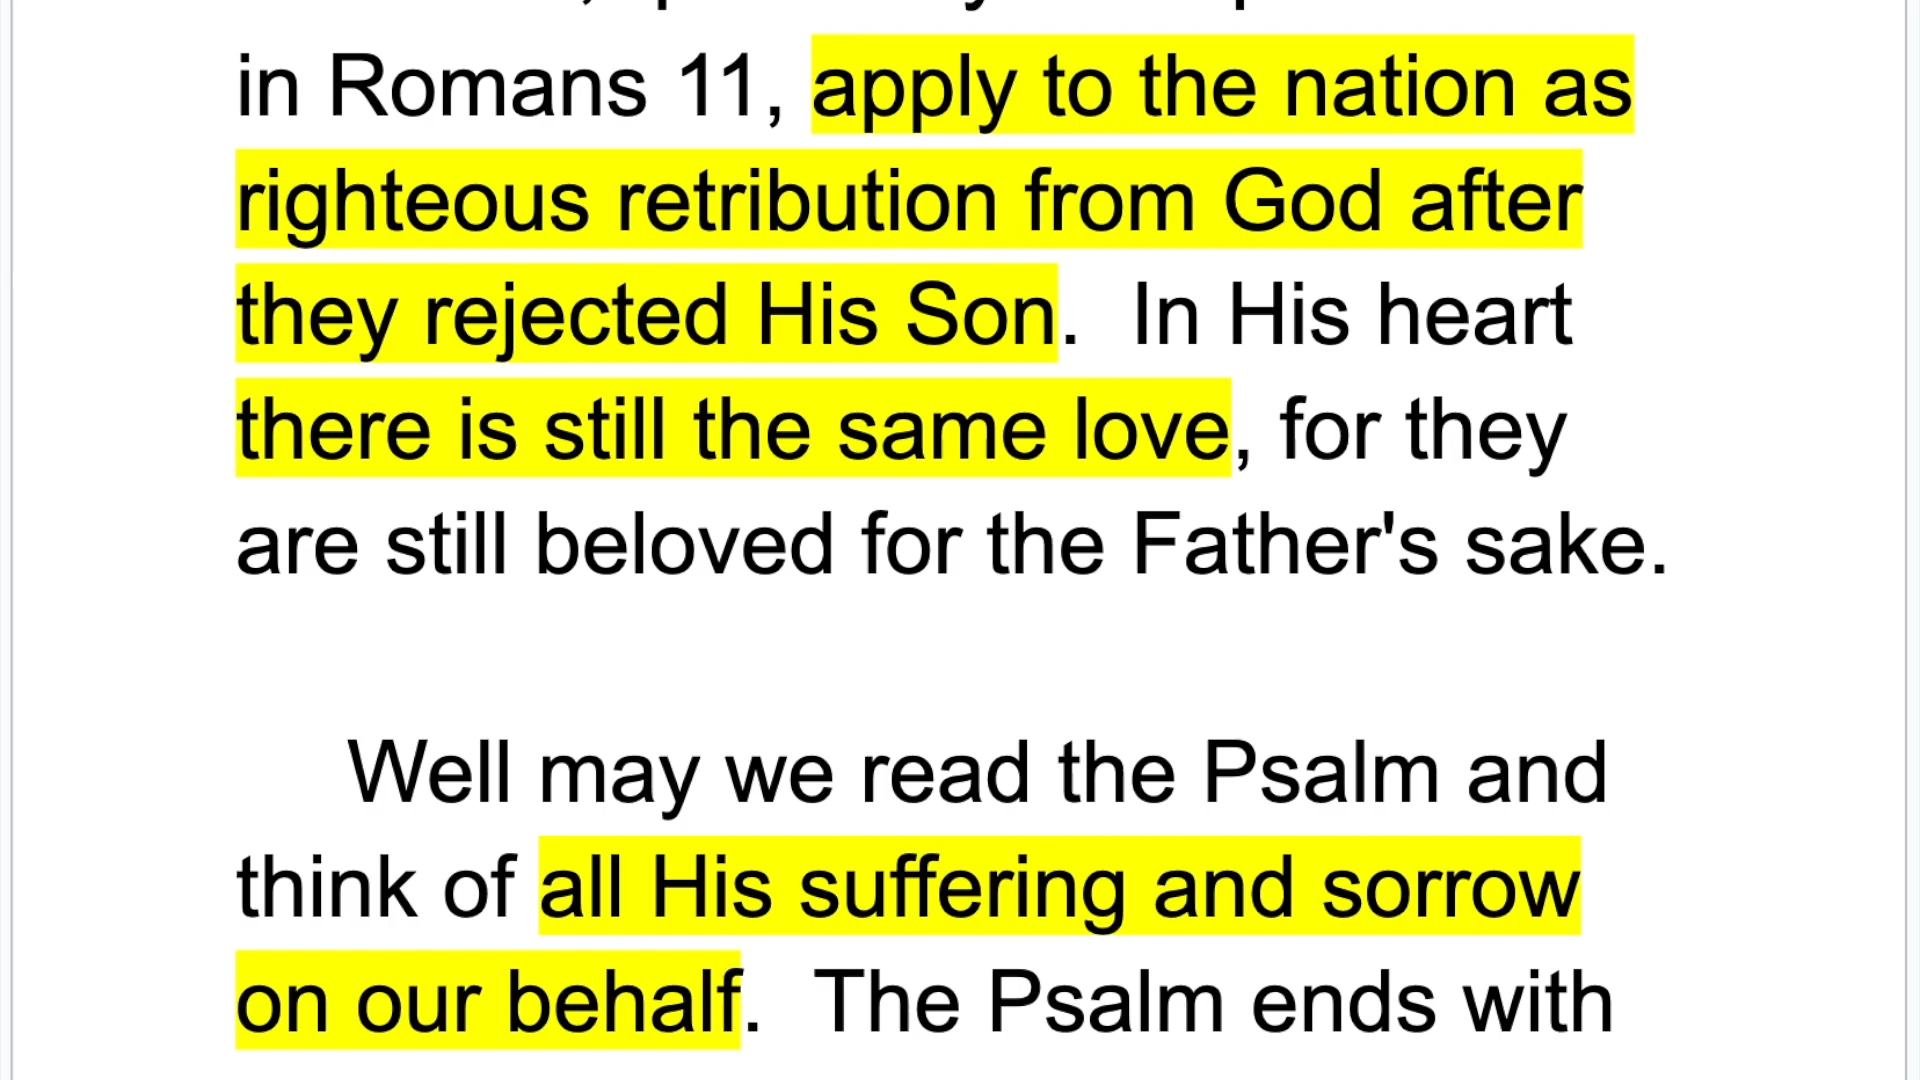 in Romans 11, apply to the nation as
righteous retribution from God after
they rejected His Son.  In His heart
there is still the same love, for they
are still beloved for the Father's sake.
Well may we read the Psalm and
think of all His suffering and sorrow
on our behalf.  The Psalm ends with